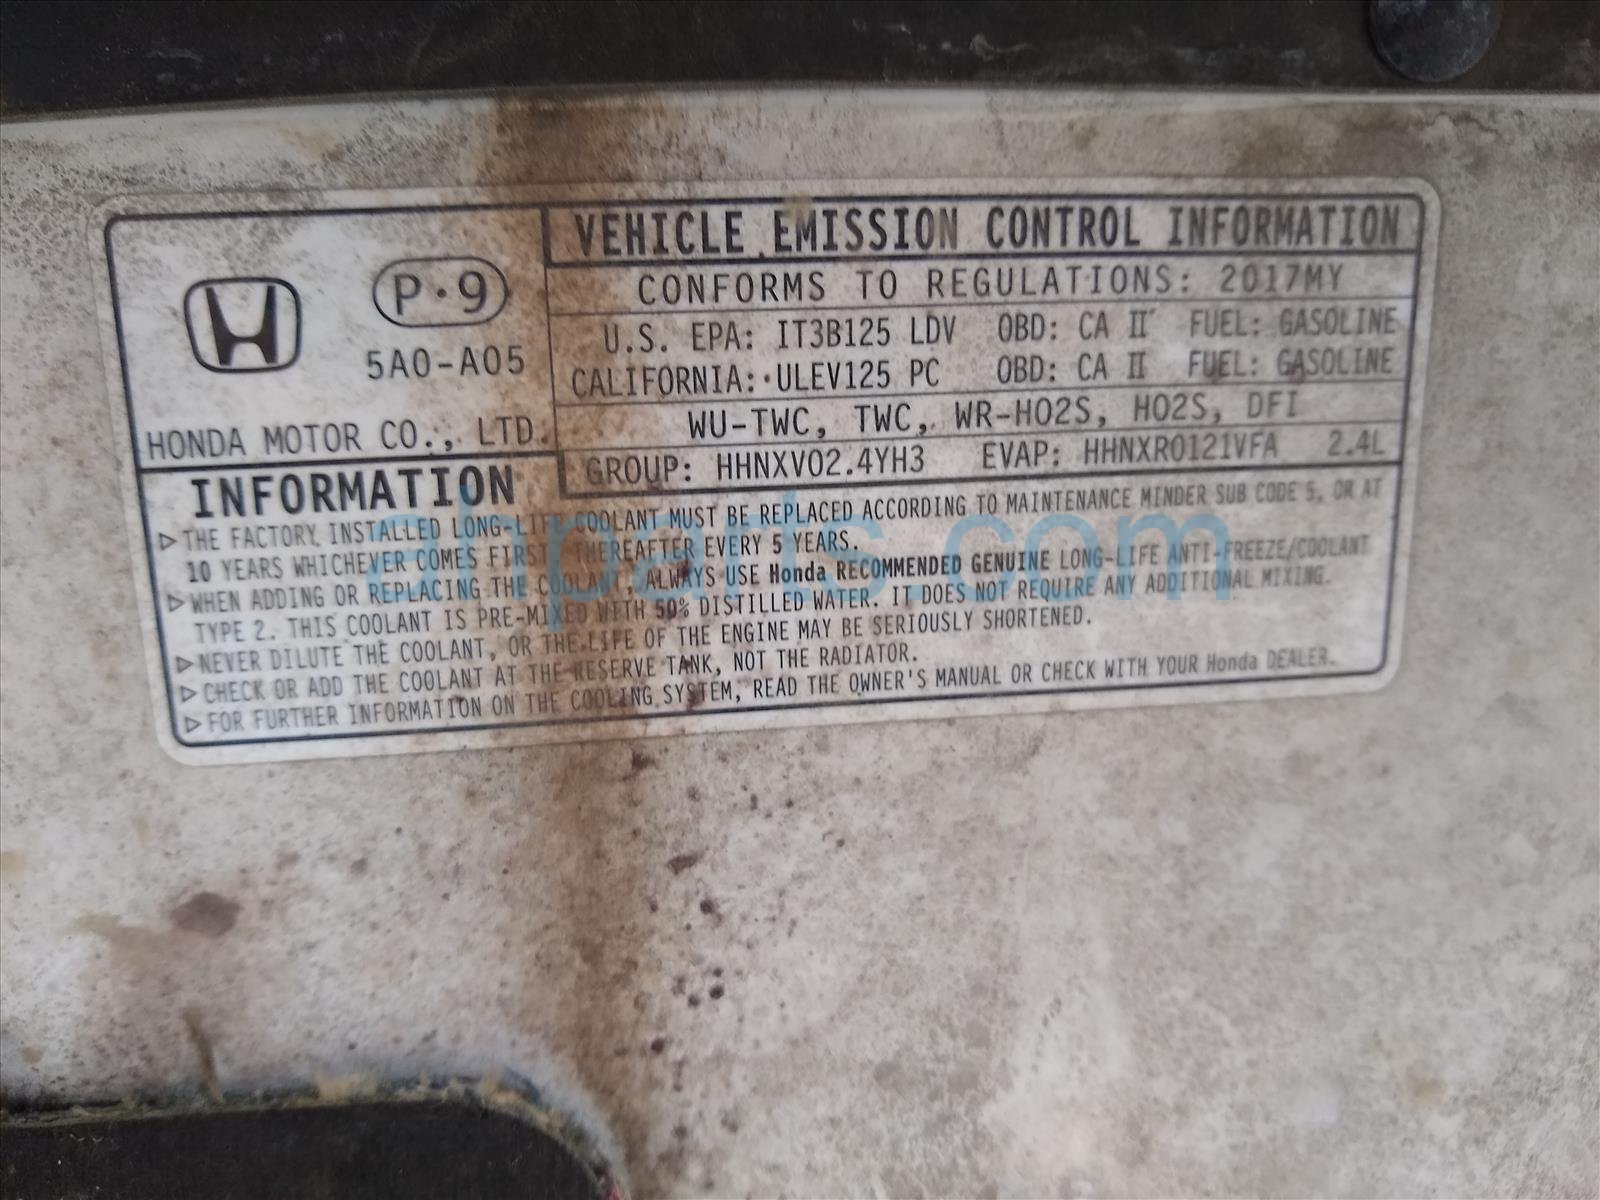 P·9
5A0-A05
HONDA MOTOR CO., LTD.
VEHICLE EMISSION CONTROL INFORMATION
CONFORMS TO REGULATIONS: 2017MY
U.S. EPA: IT3B125 LDV OBD: CA II FUEL: GASOLINE
CALIFORNIA: ULEV125 PC OBD: CA II FUEL: GASOLINE
WU-TWC, TWC, WR-HO2S, HO2S, DFI
GROUP: HHNXV02.4YH3 EVAP: HHNXR0121VFA 2.4L
INFORMATION
▷THE FACTORY INSTALLED LONG-LIFE COOLANT MUST BE REPLACED ACCORDING TO MAINTENANCE MINDER SUB CODE 5, OR AT
10 YEARS WHICHEVER COMES FIRST THEREAFTER EVERY 5 YEARS.
▷WHEN ADDING OR REPLACING THE COOLANT, ALWAYS USE Honda RECOMMENDED GENUINE LONG-LIFE ANTI-FREEZE/COOLANT
TYPE 2. THIS COOLANT IS PRE-MIXED WITH 50% DISTILLED WATER. IT DOES NOT REQUIRE ANY ADDITIONAL MIXING.
▷NEVER DILUTE THE COOLANT, OR THE LIFE OF THE ENGINE MAY BE SERIOUSLY SHORTENED.
▷CHECK OR ADD THE COOLANT AT THE RESERVE TANK, NOT THE RADIATOR.
▷FOR FURTHER INFORMATION ON THE COOLING SYSTEM, READ THE OWNER'S MANUAL OR CHECK WITH YOUR Honda DEALER.
ahparts.com